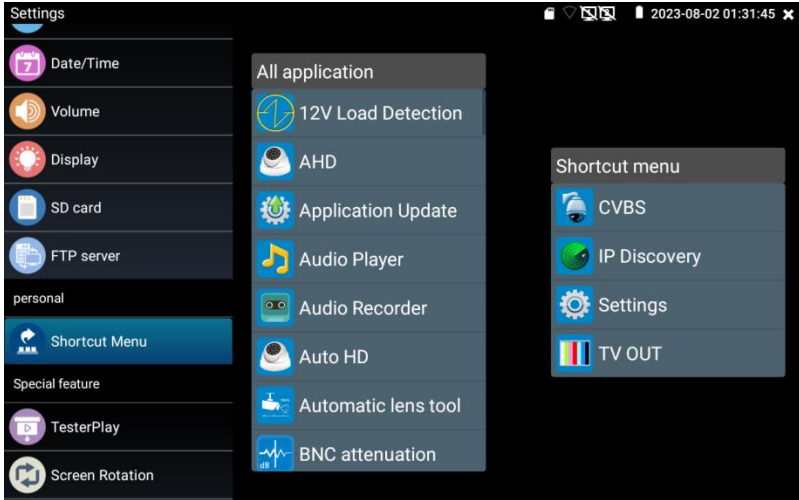 Settings
2023-08-02 01:31:45
Date/Time
Volume
Display
SD card
FTP server
personal
Shortcut Menu
Special feature
TesterPlay
Screen Rotation
All application
12V Load Detection
AHD
Application Update
Audio Player
Audio Recorder
Auto HD
Automatic lens tool
BNC attenuation
dB
Shortcut menu
CVBS
IP Discovery
Settings
TV OUT